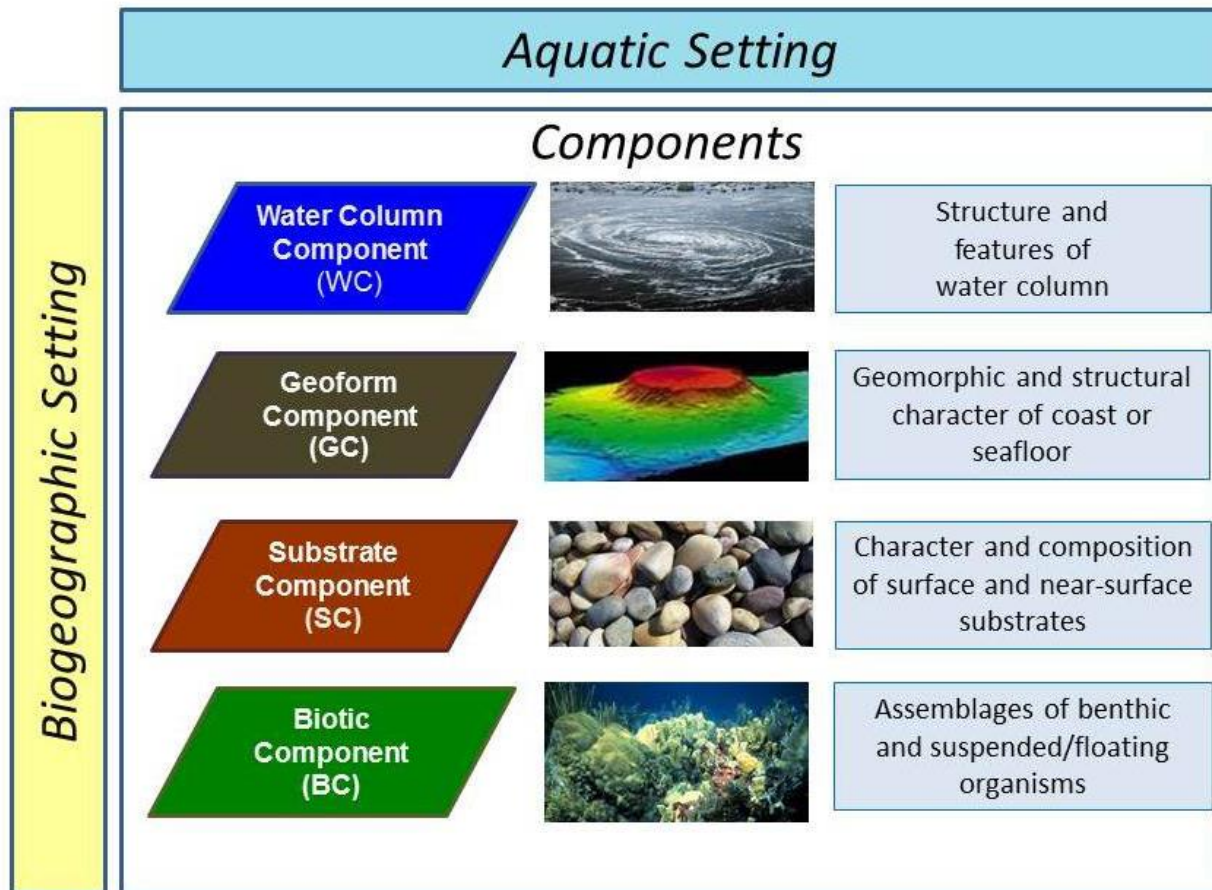 Aquatic Setting
Biogeographic Setting
Components
Water Column
Component
(WC)
Structure and
features of
water column
Geoform
Component
(GC)
Geomorphic and structural
character of coast or
seafloor
Substrate
Component
(SC)
Character and composition
of surface and near-surface
substrates
Biotic
Component
(BC)
Assemblages of benthic
and suspended/floating
organisms